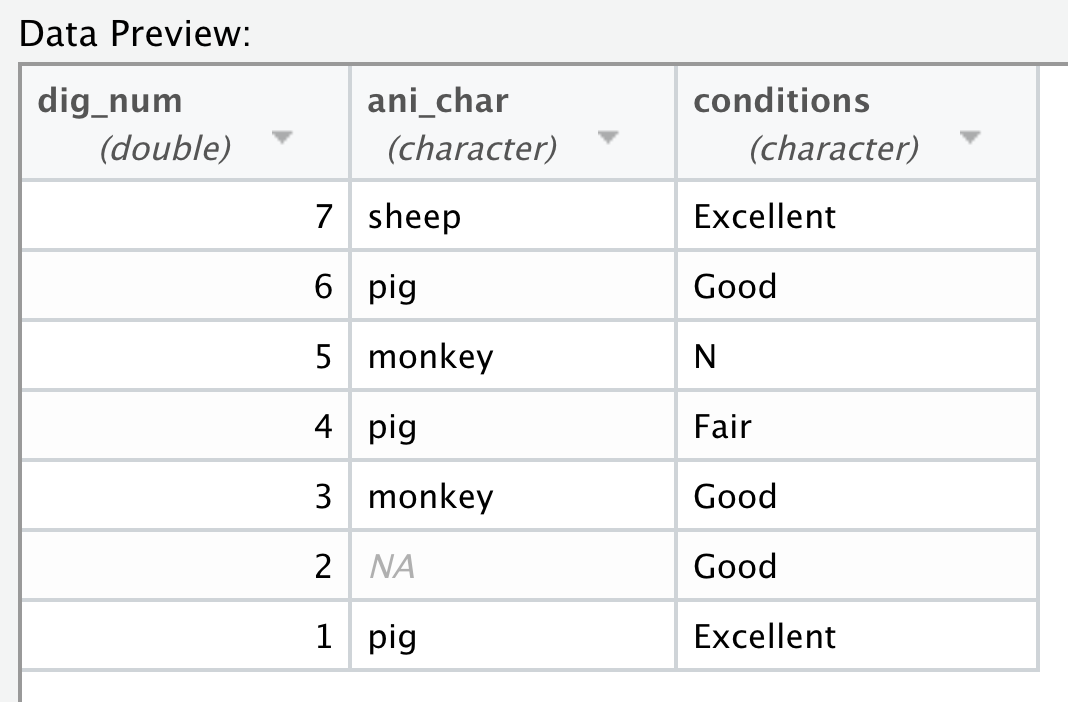 Data Preview:
dig_num ani_char conditions
(double) (character) (character)
7 sheep Excellent
6 pig Good
5 monkey N
4 pig Fair
3 monkey Good
2 NA Good
1 pig Excellent